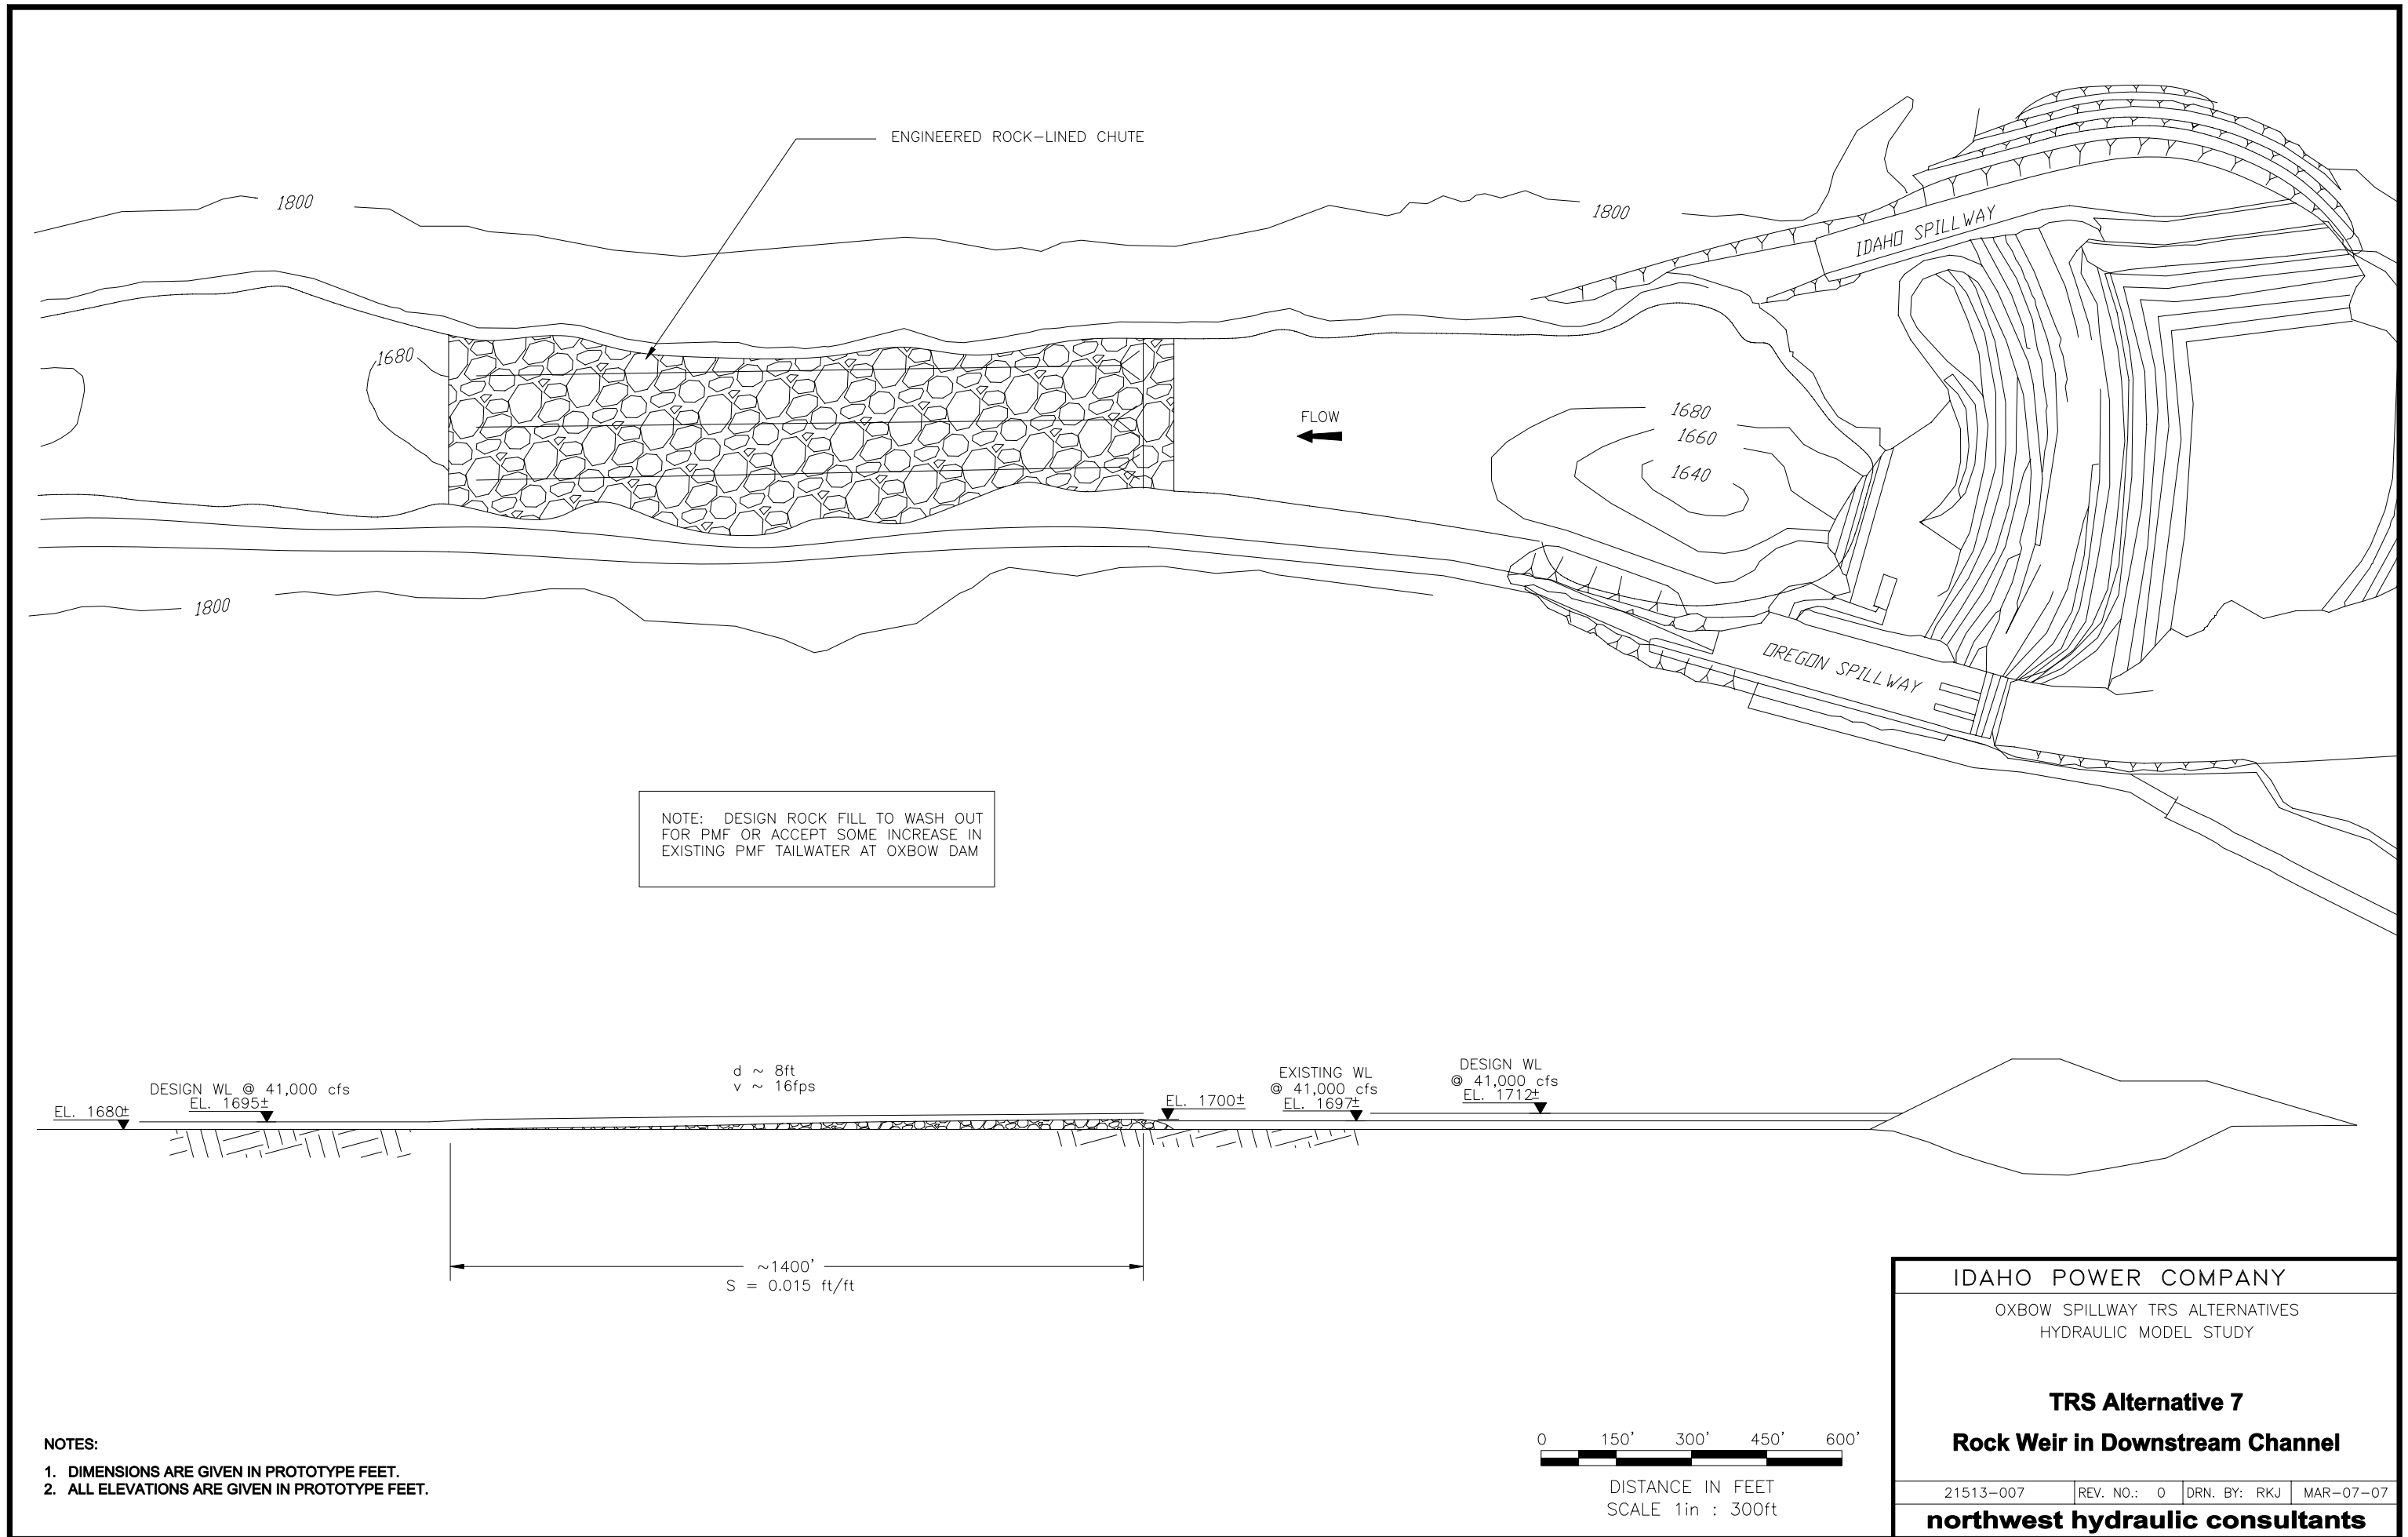 ENGINEERED ROCK-LINED CHUTE
1800
1800
IDAHO SPILLWAY
1680
FLOW
1680
1660
1640
1800
OREGON SPILLWAY
NOTE: DESIGN ROCK FILL TO WASH OUT
FOR PMF OR ACCEPT SOME INCREASE IN
EXISTING PMF TAILWATER AT OXBOW DAM
EL. 1680±
DESIGN WL @ 41,000 cfs
EL. 1695±
d ~ 8ft
v ~ 16fps
EL. 1700±
EXISTING WL
@ 41,000 cfs
EL. 1697±
DESIGN WL
@ 41,000 cfs
EL. 1712±
~1400'
S = 0.015 ft/ft
NOTES:
1. DIMENSIONS ARE GIVEN IN PROTOTYPE FEET.
2. ALL ELEVATIONS ARE GIVEN IN PROTOTYPE FEET.
0 150' 300' 450' 600'
DISTANCE IN FEET
SCALE 1in : 300ft
IDAHO POWER COMPANY
OXBOW SPILLWAY TRS ALTERNATIVES
HYDRAULIC MODEL STUDY
TRS Alternative 7
Rock Weir in Downstream Channel
21513-007 REV. NO.: 0 DRN. BY: RKJ MAR-07-07
northwest hydraulic consultants